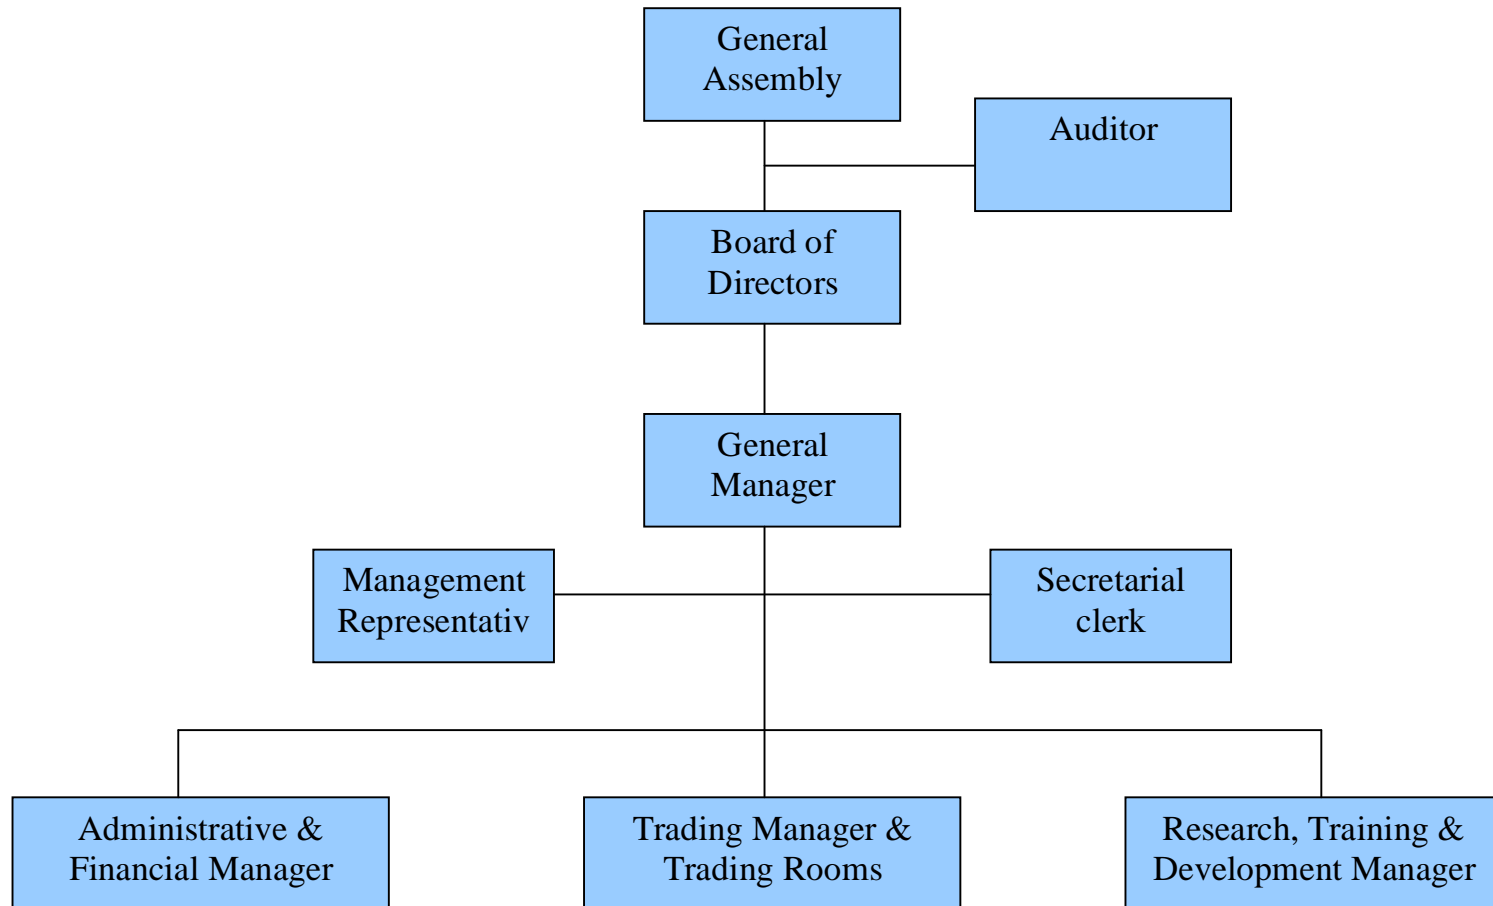 General
Assembly
Auditor
Board of
Directors
General
Manager
Management
Representativ
Secretarial
clerk
Administrative &
Financial Manager
Trading Manager &
Trading Rooms
Research, Training &
Development Manager